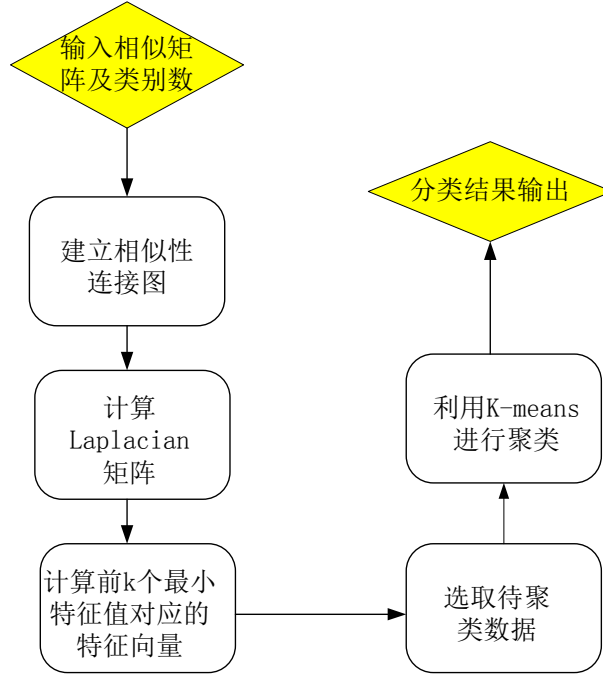 输入相似矩
阵及类别数
建立相似性
连接图
计算
Laplacian
矩阵
计算前k个最小
特征值对应的
特征向量
选取待聚
类数据
利用K-means
进行聚类
分类结果输出